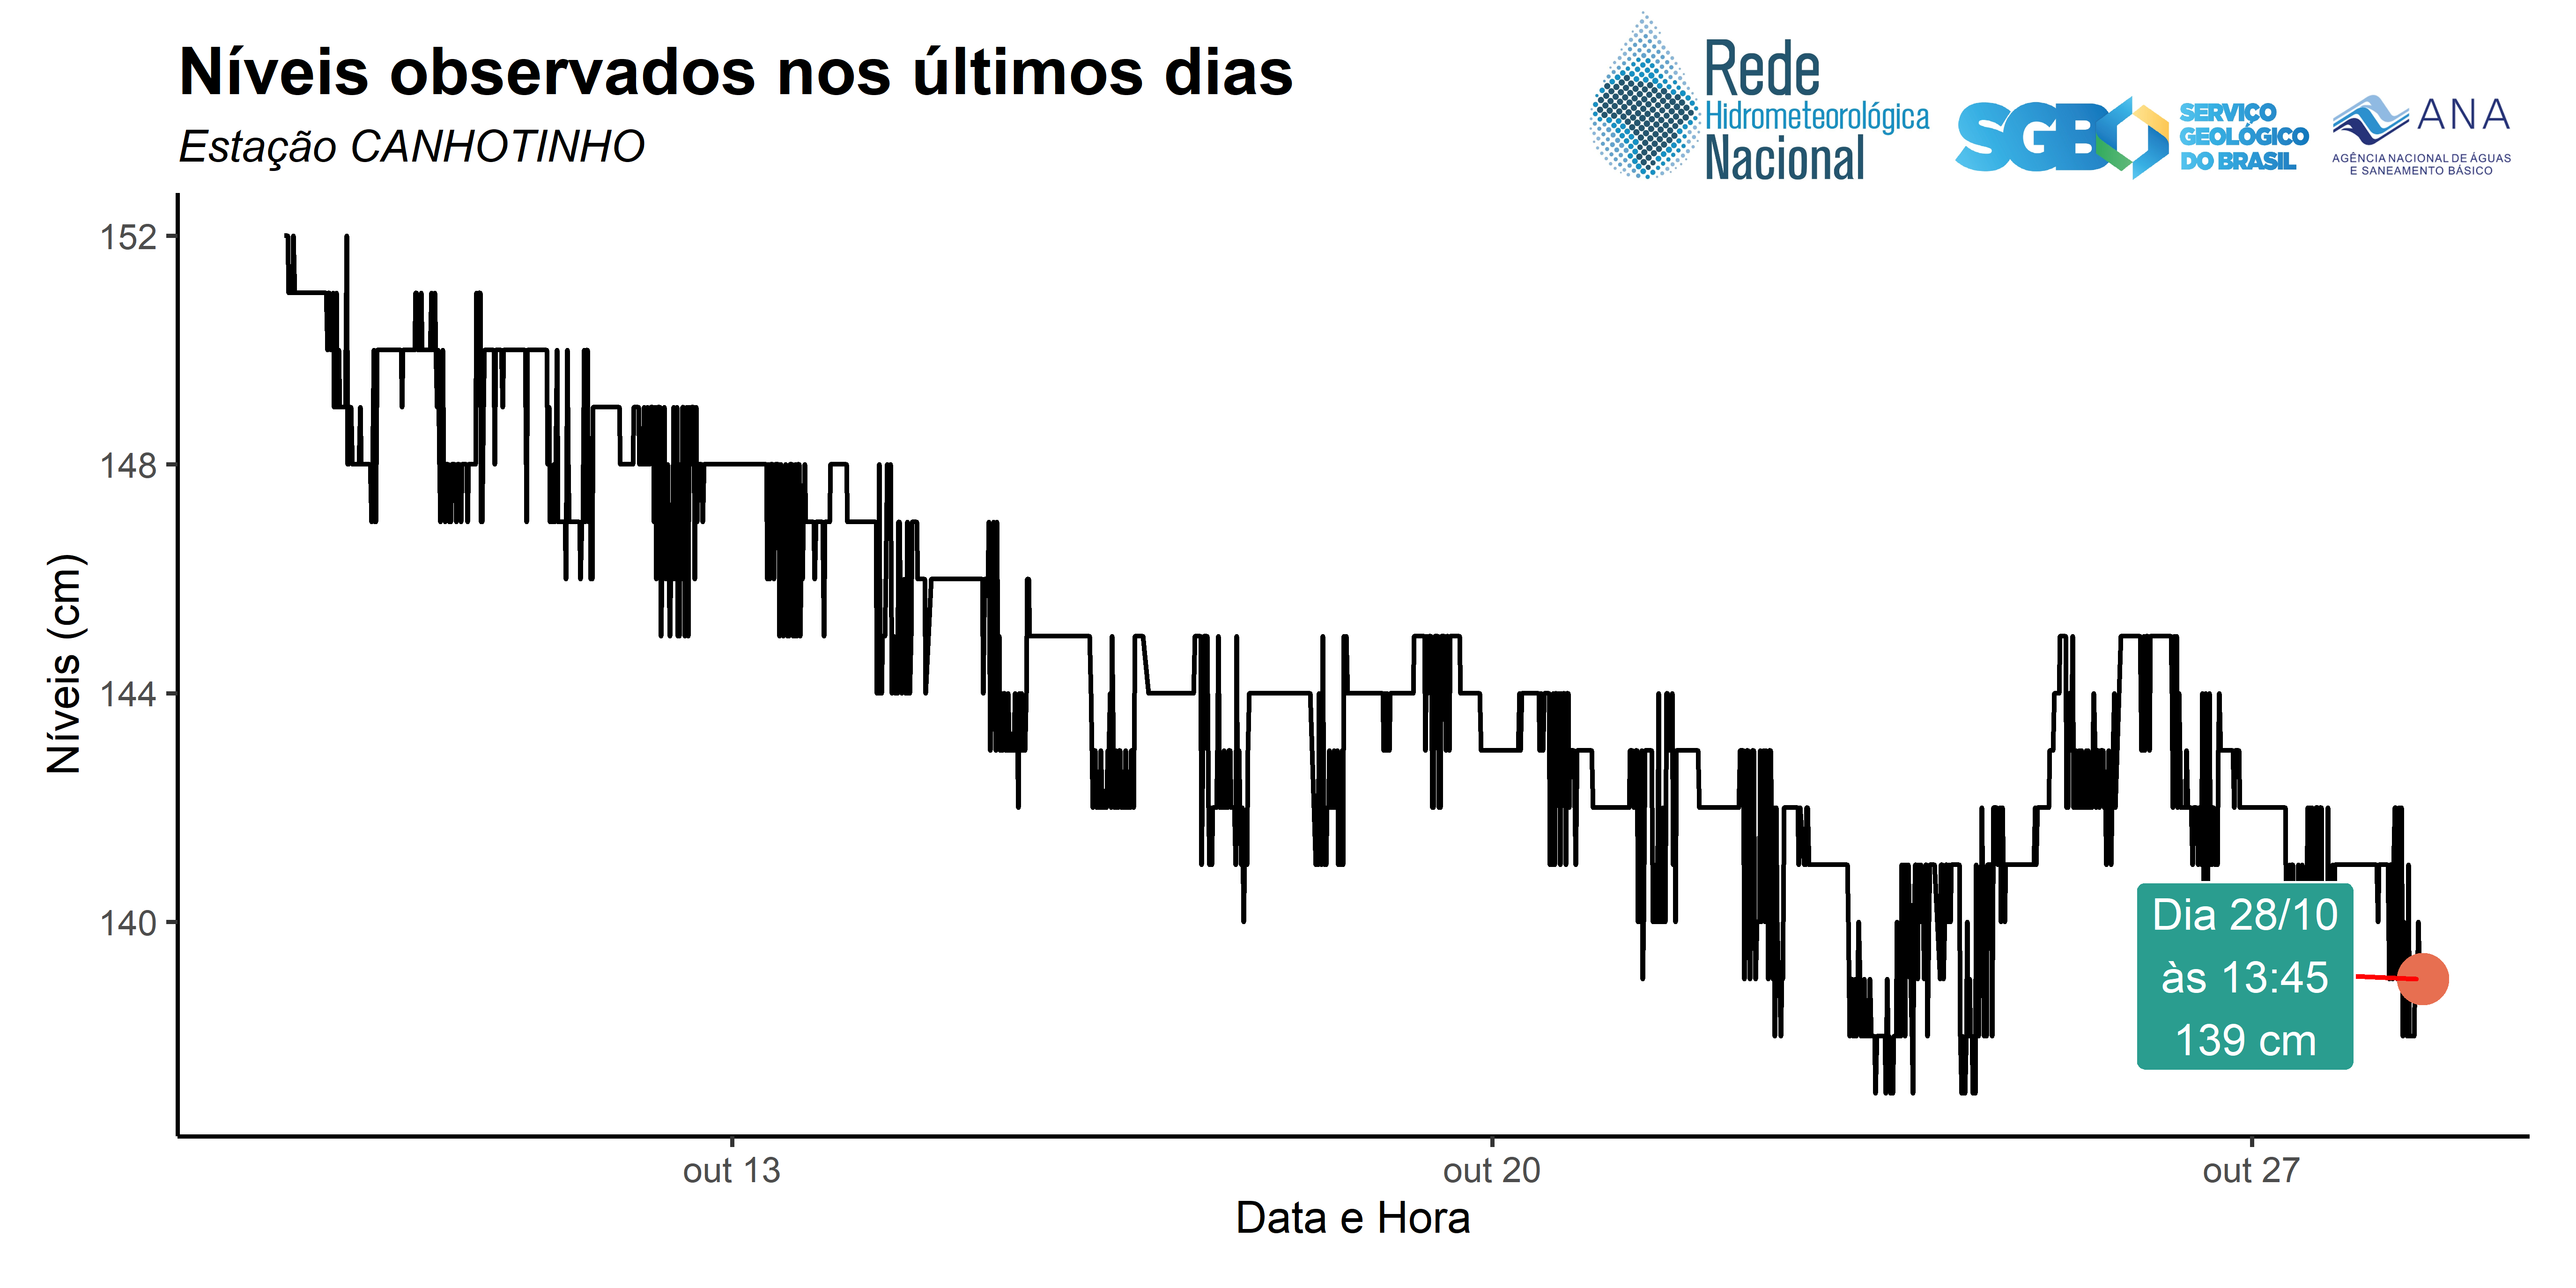 Níveis observados nos últimos dias
Estação CANHOTINHO
Rede
Hidrometeorológica
Nacional
SGB
SERVIÇO
GEOLÓGICO
DO BRASIL
ANA
AGÊNCIA NACIONAL DE ÁGUAS
E SANEAMENTO BÁSICO
152
148
144
140
Níveis (cm)
Dia 28/10
às 13:45
139 cm
out 13
out 20
out 27
Data e Hora